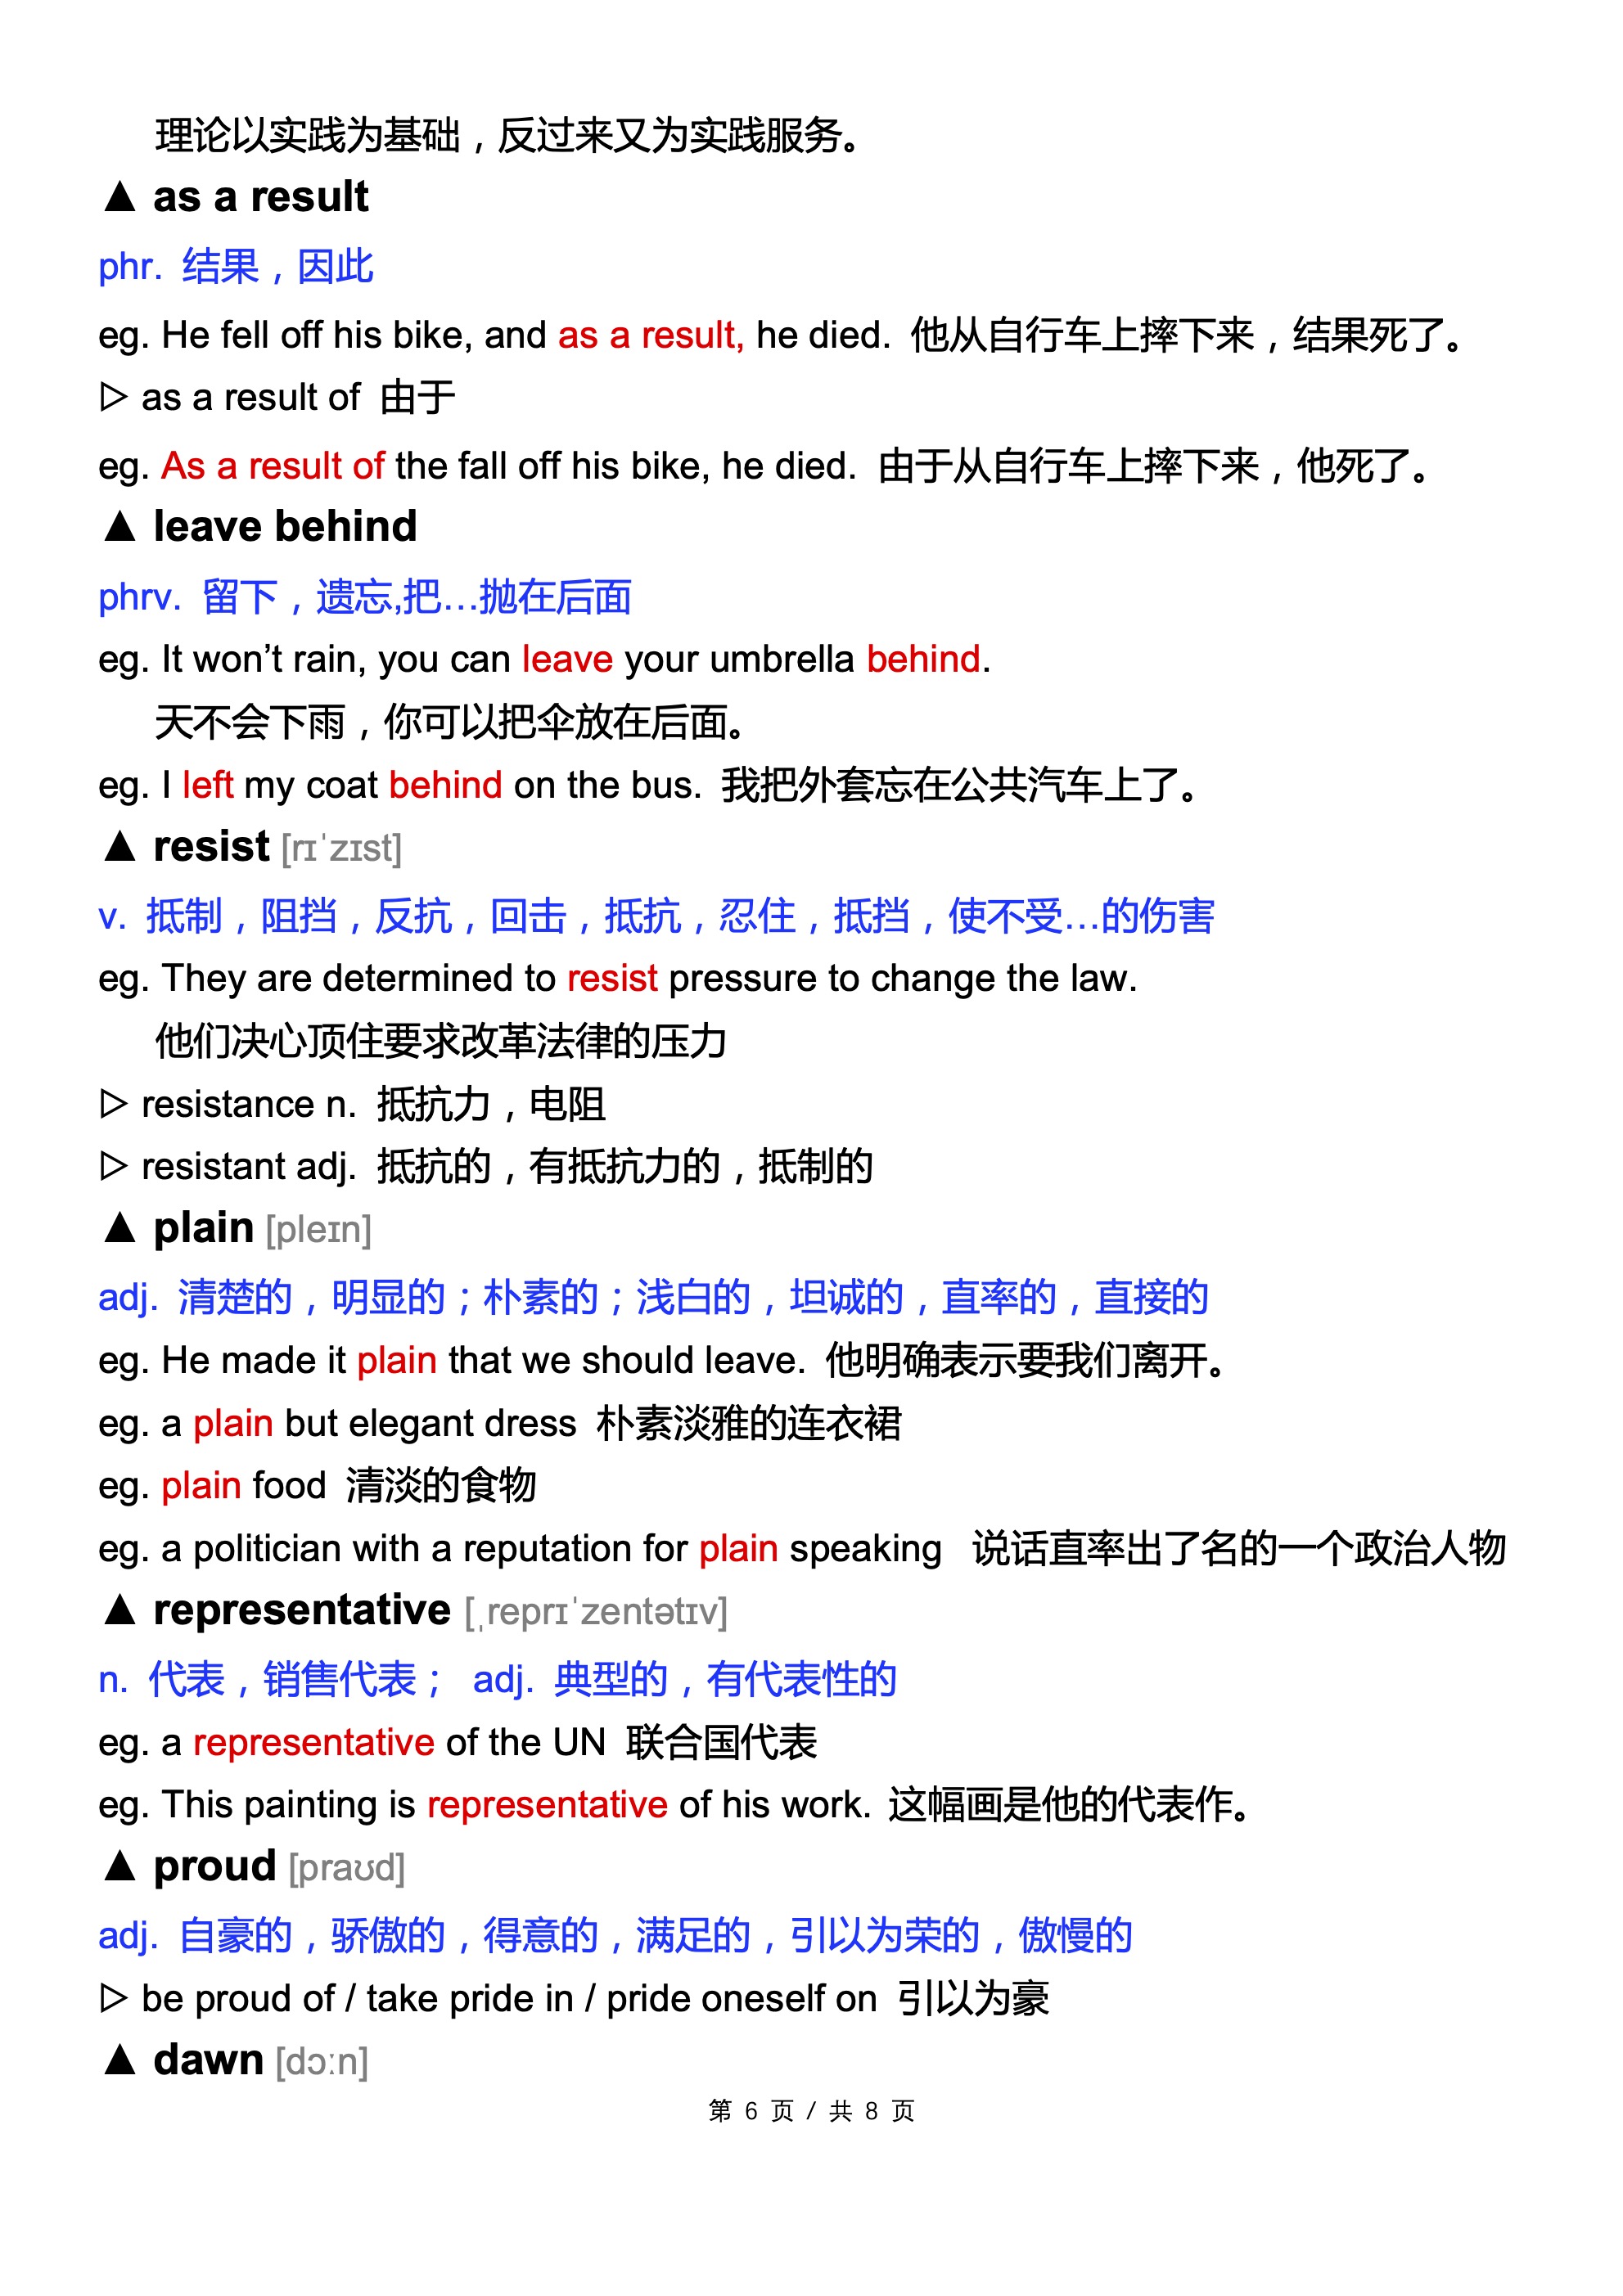 理论以实践为基础，反过来又为实践服务。
▲ as a result
phr. 结果，因此
eg. He fell off his bike, and as a result, he died. 他从自行车上摔下来，结果死了。
▷ as a result of 由于
eg. As a result of the fall off his bike, he died. 由于从自行车上摔下来，他死了。
▲ leave behind
phrv. 留下，遗忘,把…抛在后面
eg. It won’t rain, you can leave your umbrella behind.
天不会下雨，你可以把伞放在后面。
eg. I left my coat behind on the bus. 我把外套忘在公共汽车上了。
▲ resist [rɪˈzɪst]
v. 抵制，阻挡，反抗，回击，抵抗，忍住，抵挡，使不受…的伤害
eg. They are determined to resist pressure to change the law.
他们决心顶住要求改革法律的压力
▷ resistance n. 抵抗力，电阻
▷ resistant adj. 抵抗的，有抵抗力的，抵制的
▲ plain [pleɪn]
adj. 清楚的，明显的；朴素的；浅白的，坦诚的，直率的，直接的
eg. He made it plain that we should leave. 他明确表示要我们离开。
eg. a plain but elegant dress 朴素淡雅的连衣裙
eg. plain food 清淡的食物
eg. a politician with a reputation for plain speaking 说话直率出了名的一个政治人物
▲ representative [ˌreprɪˈzentətɪv]
n. 代表，销售代表； adj. 典型的，有代表性的
eg. a representative of the UN 联合国代表
eg. This painting is representative of his work. 这幅画是他的代表作。
▲ proud [praʊd]
adj. 自豪的，骄傲的，得意的，满足的，引以为荣的，傲慢的
▷ be proud of / take pride in / pride oneself on 引以为豪
▲ dawn [dɔːn]
第 6 页 / 共 8 页